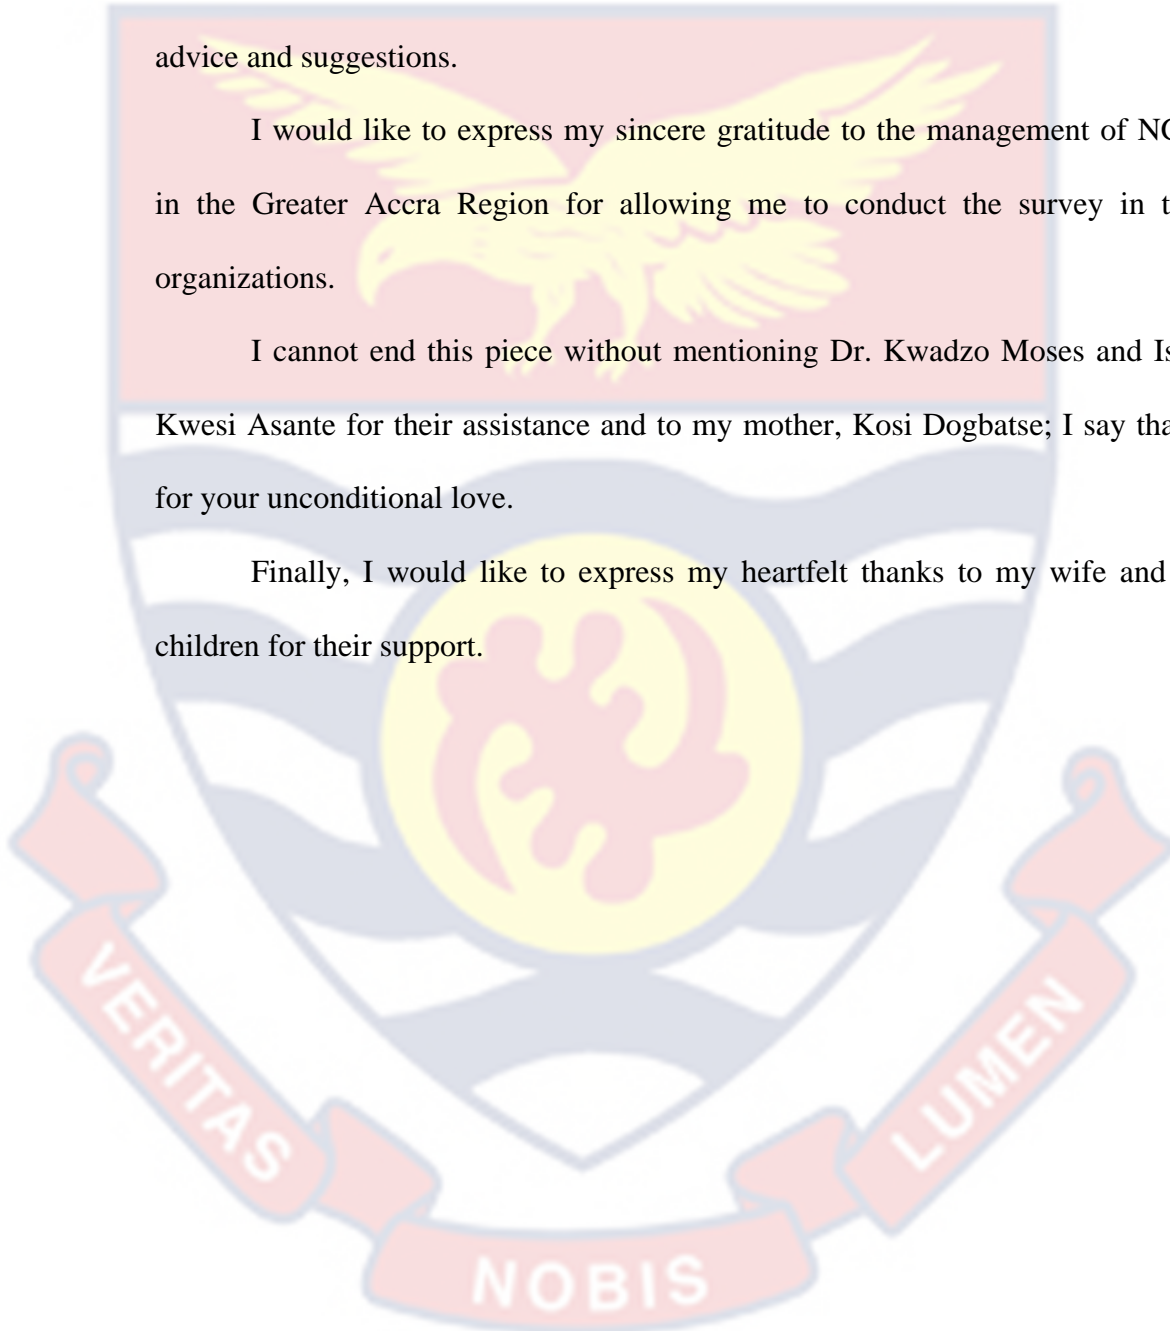 advice and suggestions.
I would like to express my sincere gratitude to the management of NG
in the Greater Accra Region for allowing me to conduct the survey in t
organizations.
I cannot end this piece without mentioning Dr. Kwadzo Moses and Is
Kwesi Asante for their assistance and to my mother, Kosi Dogbatse; I say tha
for your unconditional love.
Finally, I would like to express my heartfelt thanks to my wife and
children for their support.
VERITAS
NOBIS
LUMEN